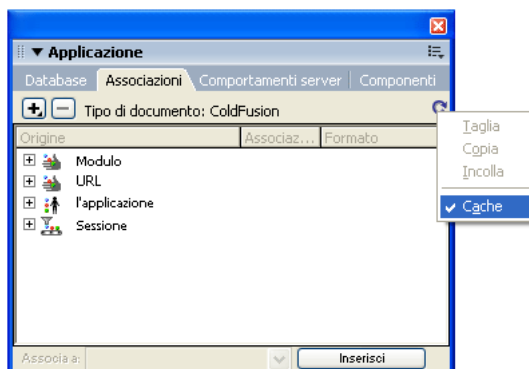 Applicazione
Database Associazioni Comportamenti server Componenti
Tipo di documento: ColdFusion
Origine Associaz... Formato
Modulo
URL
l'applicazione
Sessione
Taglia
Copia
Incolla
Cache
Associa a: Inserisci